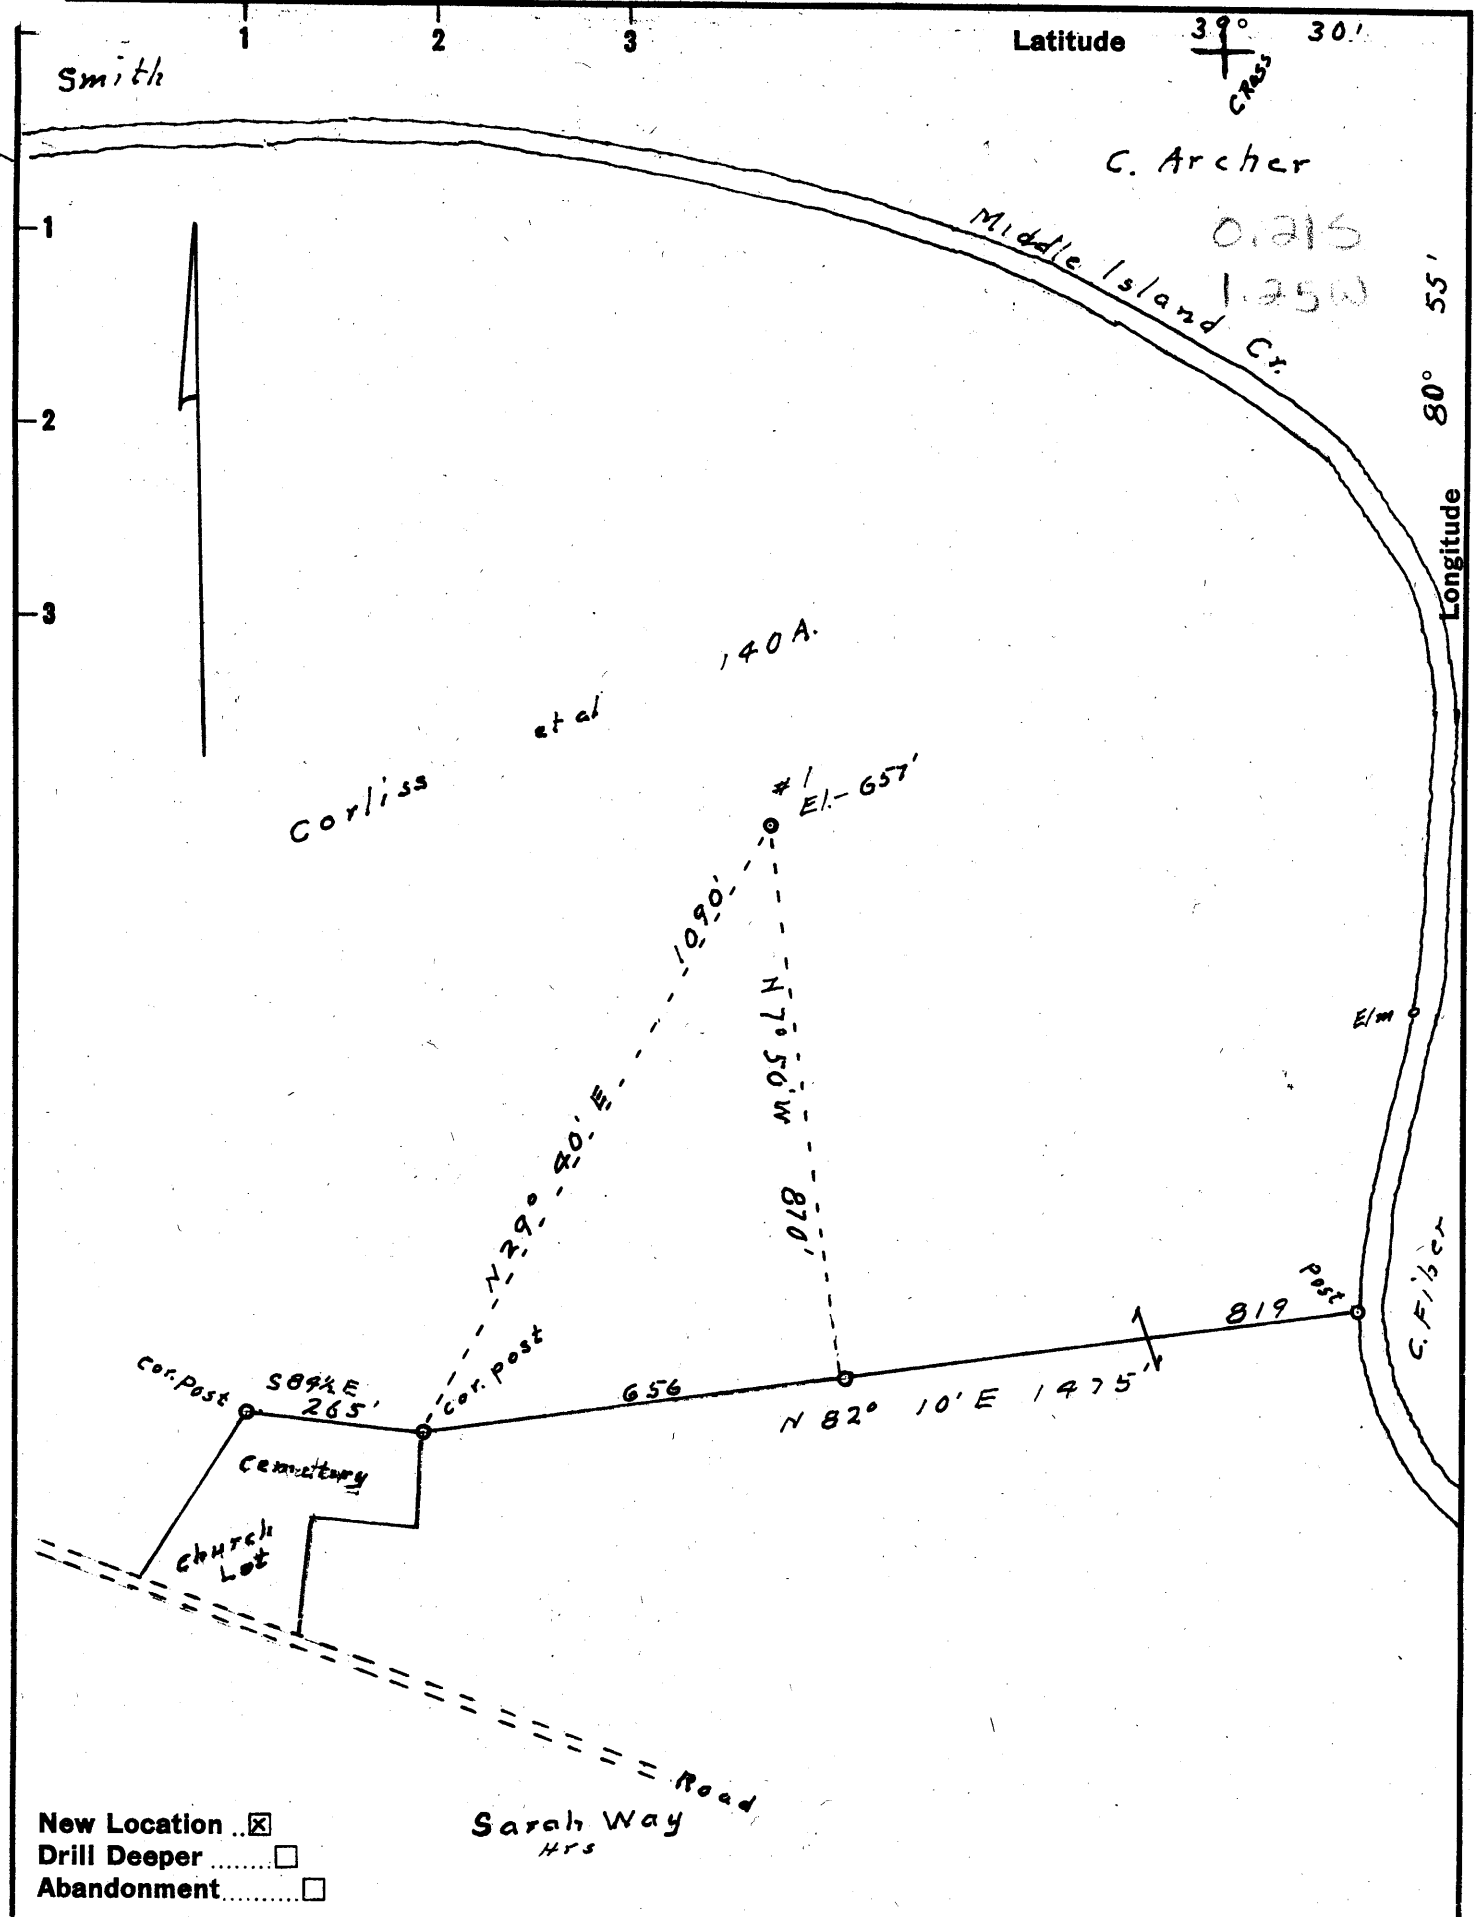 1 2 3 Latitude 39° 30'
Cross
Smith
C. Archer
0.21S
1.25W
Middle Island Cr.
80° 55'
Longitude
1
2
3
140 A.
et al
Corliss
#1
El.- 657'
1090'
N 29° 40' E
N 7° 50' W 870'
Elm
C. Fiber
Post
819
656
N 82° 10' E 1475'
cor. post
cor. post
S 89½ E
265'
Cemettery
Church
Lot
Road
Sarah Way
Hrs
New Location ..☒
Drill Deeper ........☐
Abandonment..........☐